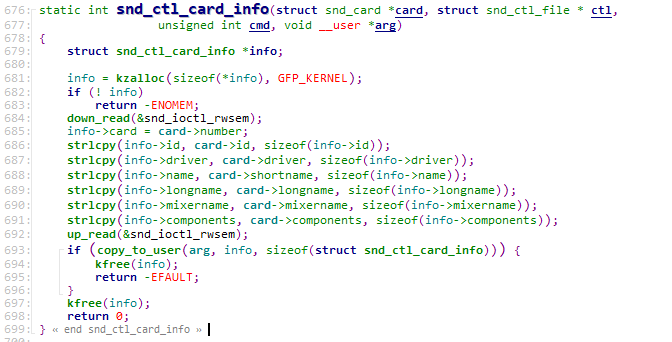 676: static int snd_ctl_card_info(struct snd_card *card, struct snd_ctl_file * ctl,
677: unsigned int cmd, void __user *arg)
678: {
679: struct snd_ctl_card_info *info;
680:
681: info = kzalloc(sizeof(*info), GFP_KERNEL);
682: if (! info)
683: return -ENOMEM;
684: down_read(&snd_ioctl_rwsem);
685: info->card = card->number;
686: strlcpy(info->id, card->id, sizeof(info->id));
687: strlcpy(info->driver, card->driver, sizeof(info->driver));
688: strlcpy(info->name, card->shortname, sizeof(info->name));
689: strlcpy(info->longname, card->longname, sizeof(info->longname));
690: strlcpy(info->mixername, card->mixername, sizeof(info->mixername));
691: strlcpy(info->components, card->components, sizeof(info->components));
692: up_read(&snd_ioctl_rwsem);
693: if (copy_to_user(arg, info, sizeof(struct snd_ctl_card_info))) {
694: kfree(info);
695: return -EFAULT;
696: }
697: kfree(info);
698: return 0;
699: } « end snd_ctl_card_info »
700: